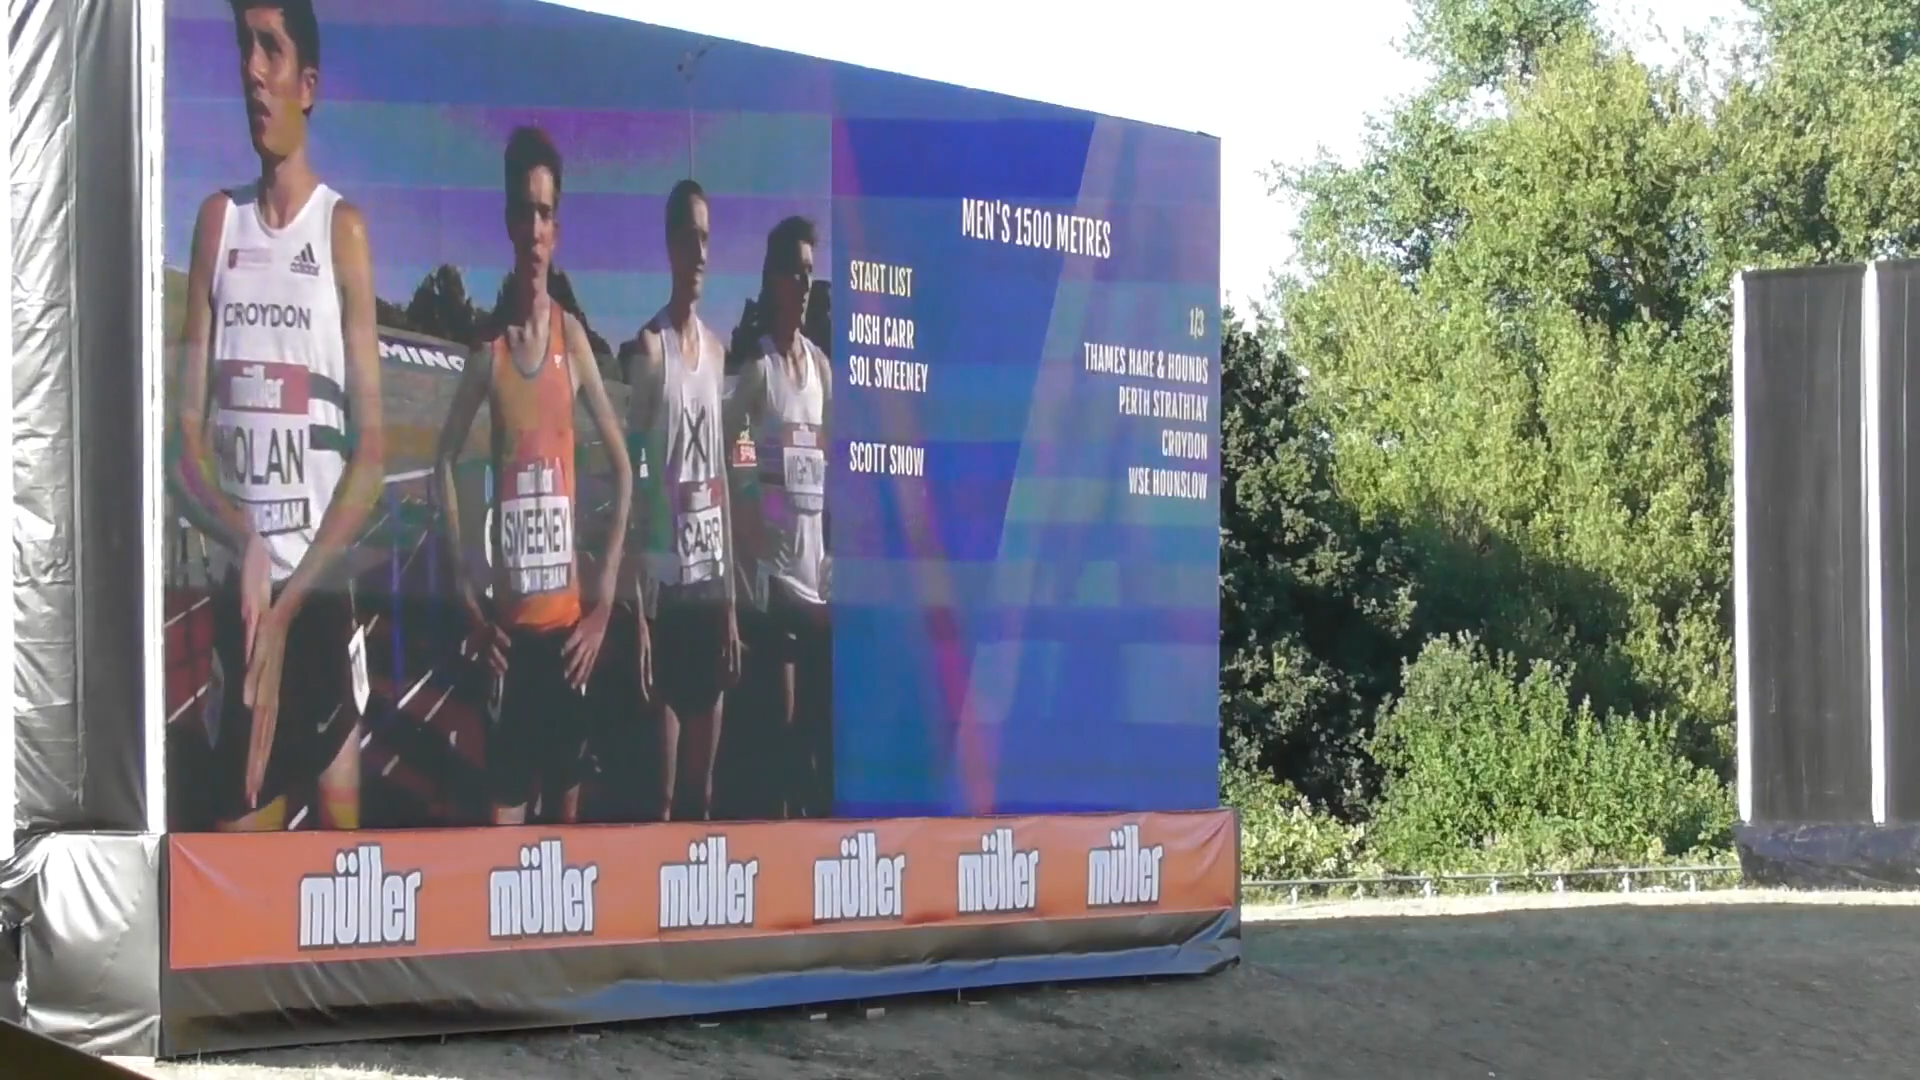 MEN'S 1500 METRES
START LIST
1/3
JOSH CARR THAMES HARE & HOUNDS
SOL SWEENEY PERTH STRATHTAY
CROYDON
SCOTT SNOW WSE HOUNSLOW
adidas
CROYDON
müller
NOLAN
MING
müller
SWEENEY
CARR
müller müller müller müller müller müller